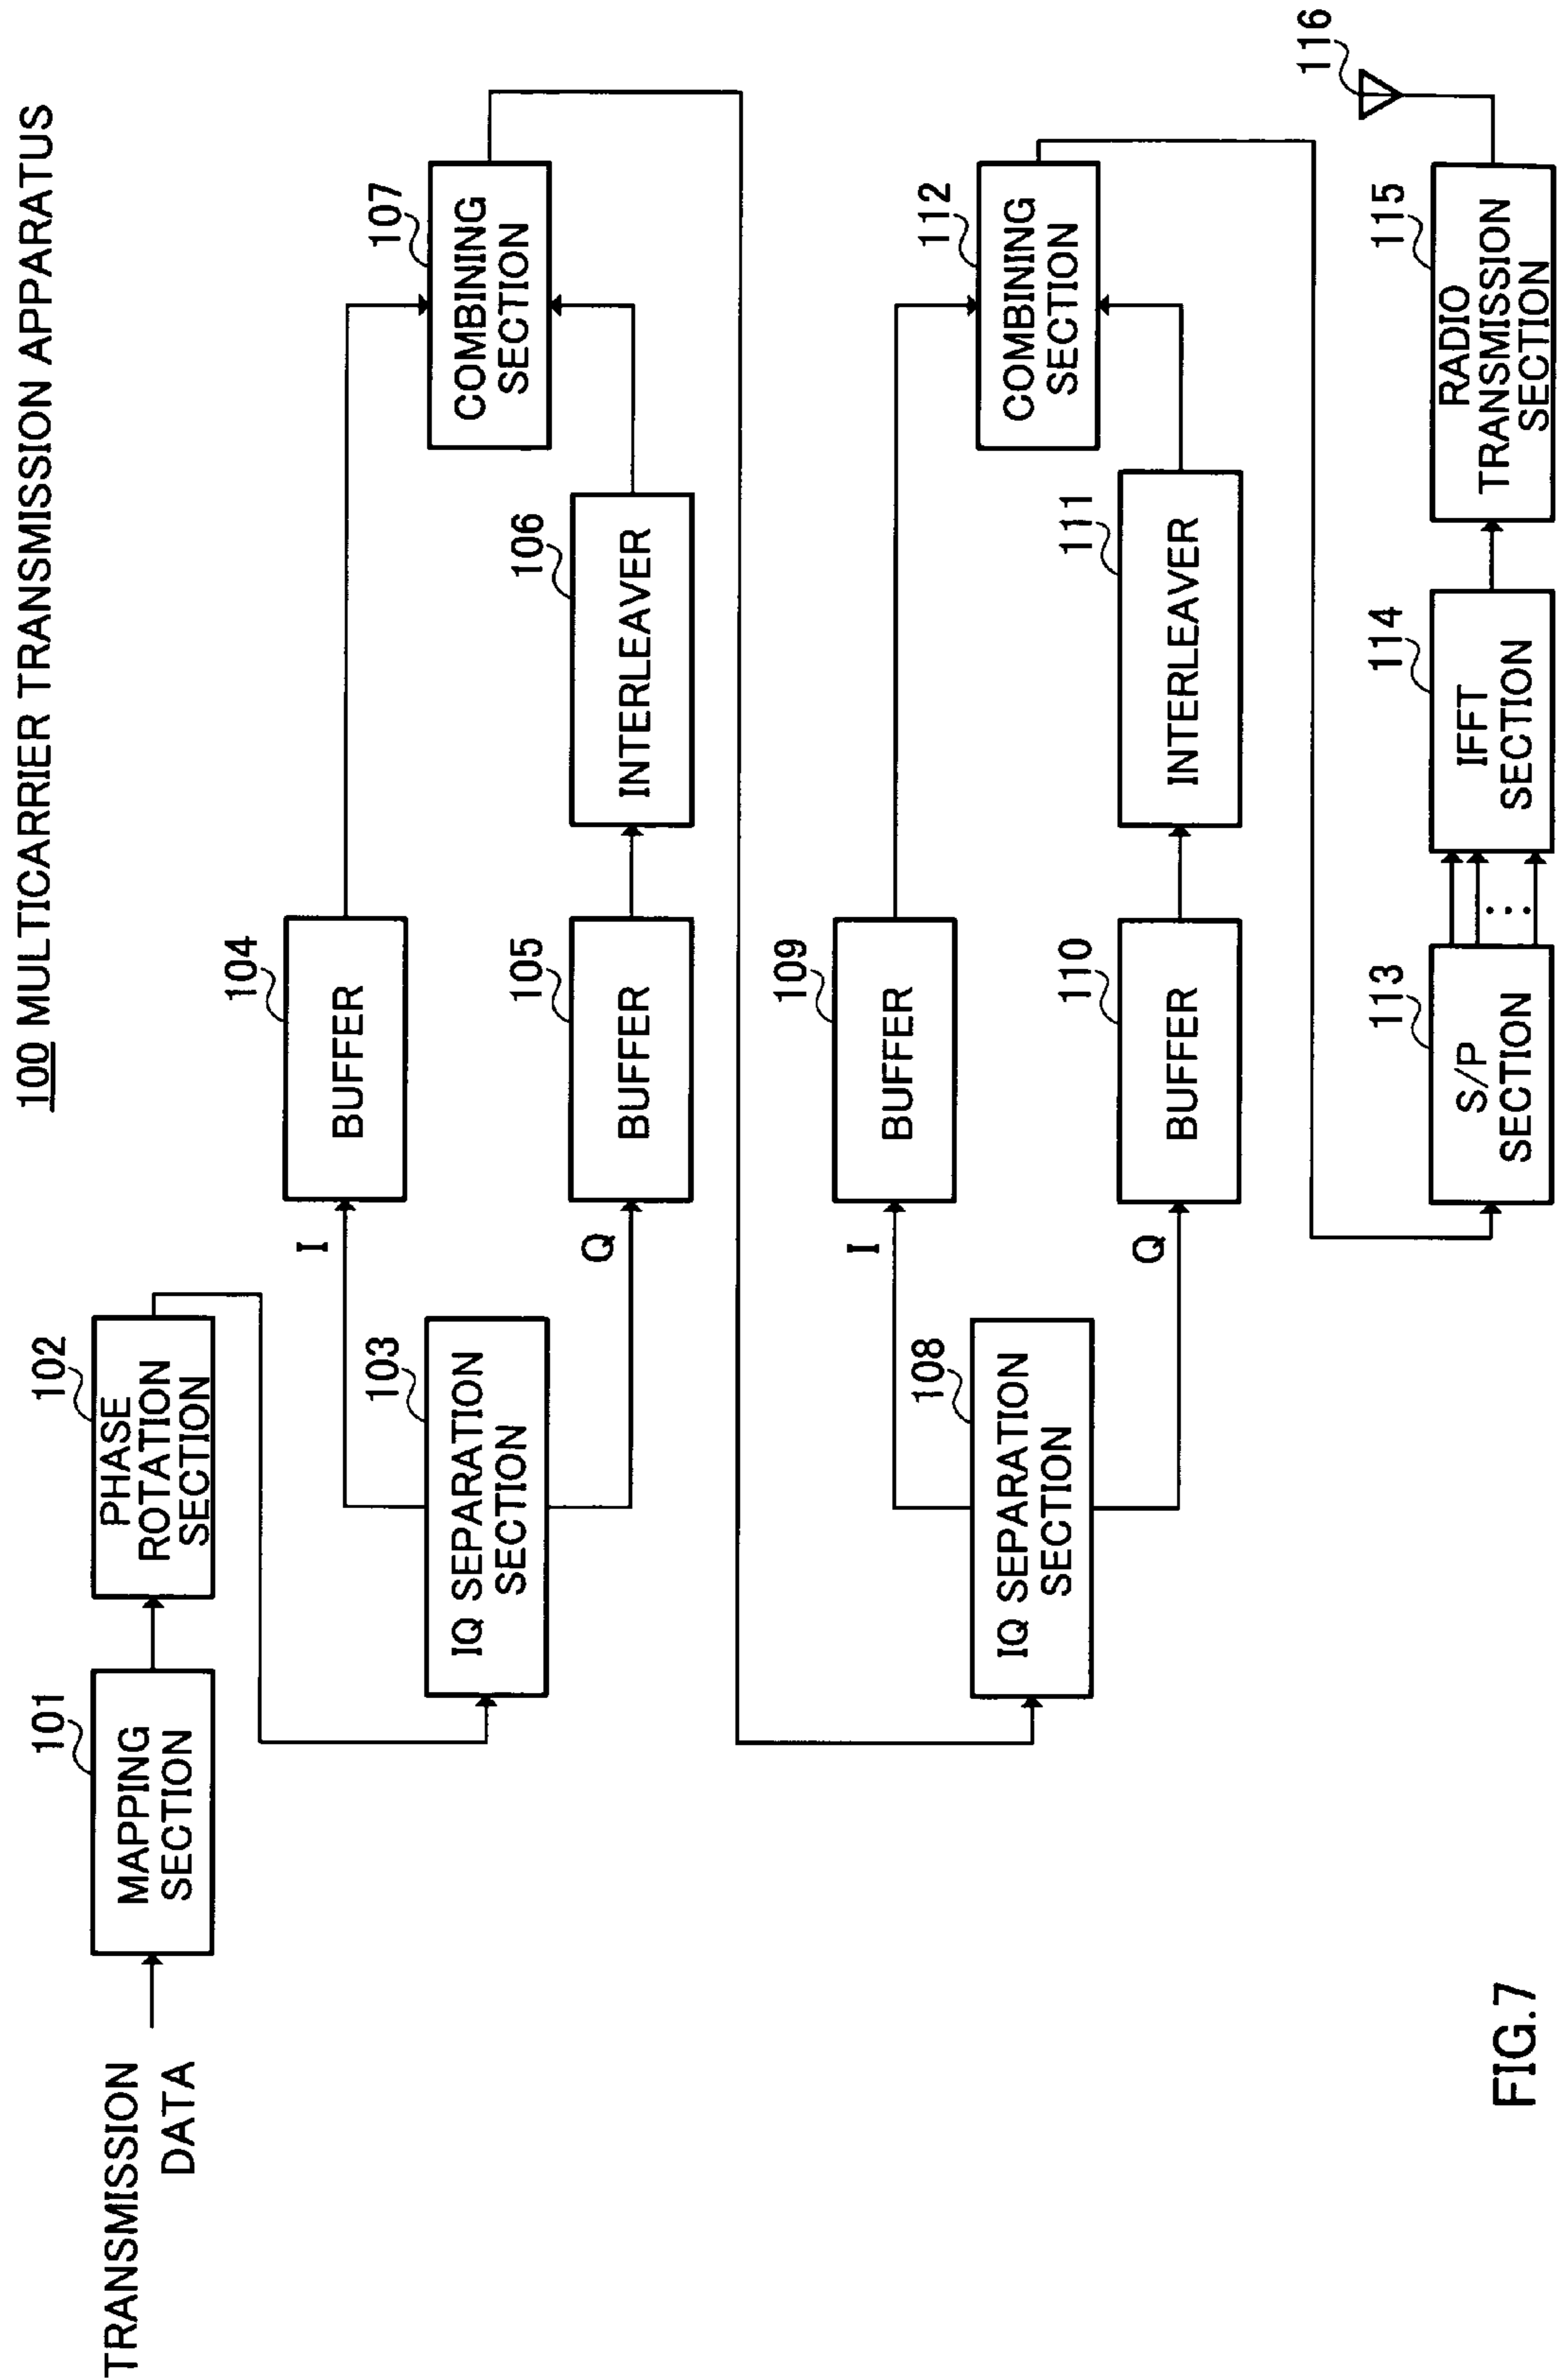 100 MULTICARRIER TRANSMISSION APPARATUS
TRANSMISSION
DATA
101
MAPPING
SECTION
102
PHASE
ROTATION
SECTION
103
IQ SEPARATION
SECTION
I
Q
104
BUFFER
105
BUFFER
106
INTERLEAVER
107
COMBINING
SECTION
108
IQ SEPARATION
SECTION
I
Q
109
BUFFER
110
BUFFER
111
INTERLEAVER
112
COMBINING
SECTION
113
S/P
SECTION
114
IFFT
SECTION
115
RADIO
TRANSMISSION
SECTION
116
FIG.7